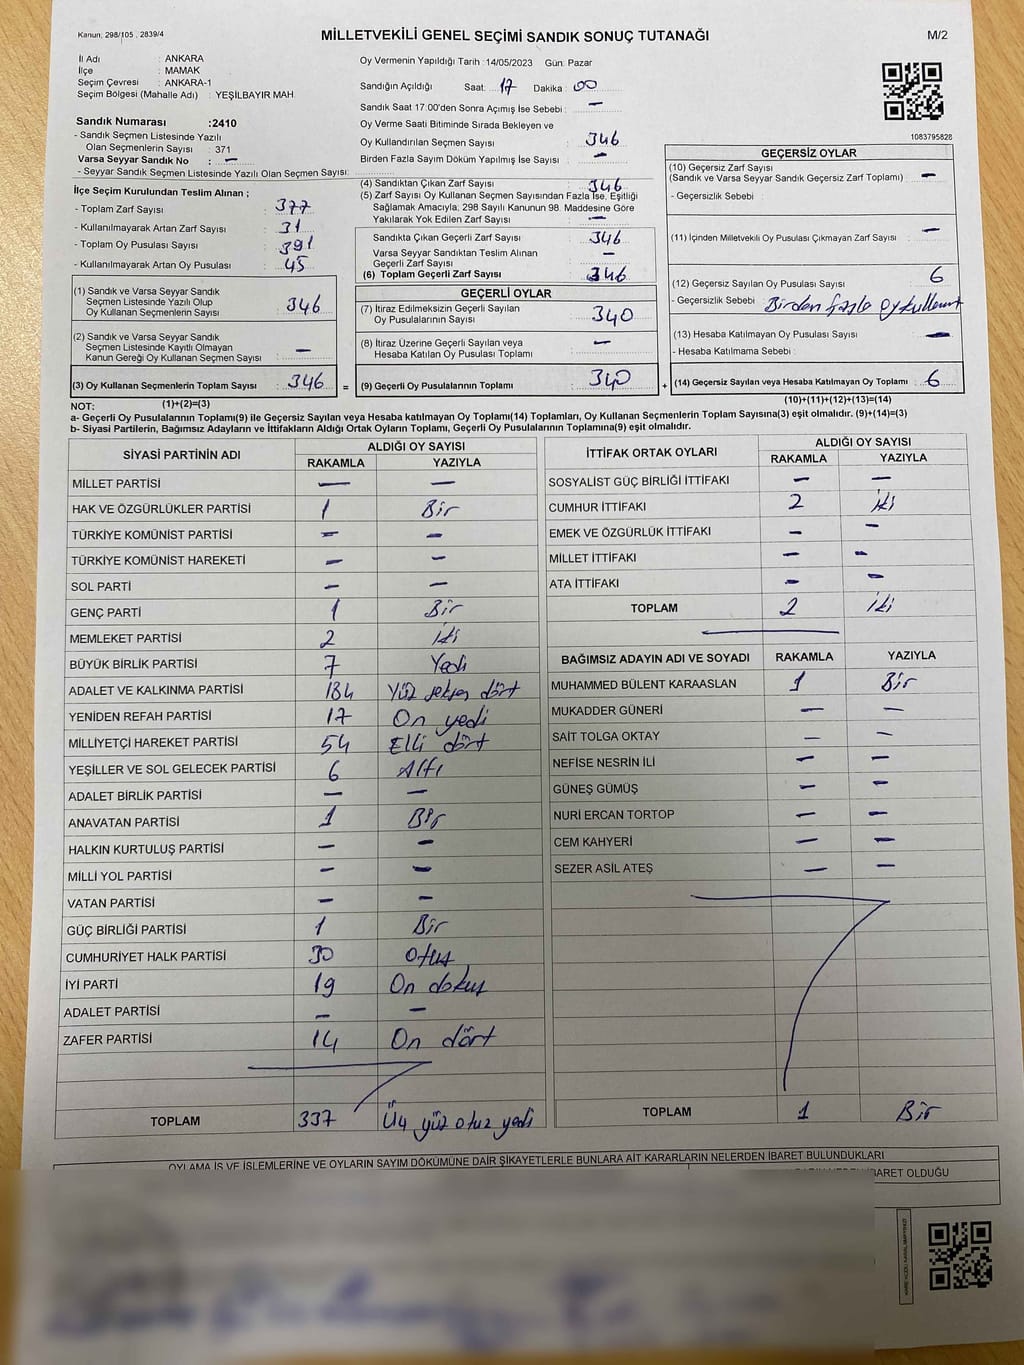 Kanun: 298/105 , 2839/4
MİLLETVEKİLİ GENEL SEÇİMİ SANDIK SONUÇ TUTANAĞI
M/2
İl Adı : ANKARA
İlçe : MAMAK
Seçim Çevresi : ANKARA-1
Seçim Bölgesi (Mahalle Adı) : YEŞİLBAYIR MAH.
Sandık Numarası :2410
- Sandık Seçmen Listesinde Yazılı
Olan Seçmenlerin Sayısı : 371
Varsa Seyyar Sandık No : –
- Seyyar Sandık Seçmen Listesinde Yazılı Olan Seçmen Sayısı:
İlçe Seçim Kurulundan Teslim Alınan ;
- Toplam Zarf Sayısı : 377
- Kullanılmayarak Artan Zarf Sayısı : 31
- Toplam Oy Pusulası Sayısı : 391
- Kullanılmayarak Artan Oy Pusulası : 45
Oy Vermenin Yapıldığı Tarih :14/05/2023 Gün: Pazar
Sandığın Açıldığı Saat: 17 Dakika : 00
Sandık Saat 17:00'den Sonra Açımış İse Sebebi : –
Oy Verme Saati Bitiminde Sırada Bekleyen ve
Oy Kullandırılan Seçmen Sayısı : 346
Birden Fazla Sayım Döküm Yapılmış İse Sayısı : –
(4) Sandıktan Çıkan Zarf Sayısı : 346
(5) Zarf Sayısı Oy Kullanan Seçmen Sayısından Fazla İse, Eşitliği
Sağlamak Amacıyla; 298 Sayılı Kanunun 98. Maddesine Göre
Yakılarak Yok Edilen Zarf Sayısı : –
Sandıkta Çıkan Geçerli Zarf Sayısı : 346
Varsa Seyyar Sandıktan Teslim Alınan
Geçerli Zarf Sayısı : –
(6) Toplam Geçerli Zarf Sayısı : 346
1083795828
GEÇERSİZ OYLAR
(10) Geçersiz Zarf Sayısı
(Sandık ve Varsa Seyyar Sandık Geçersiz Zarf Toplamı) : –
- Geçersizlik Sebebi :
(11) İçinden Milletvekili Oy Pusulası Çıkmayan Zarf Sayısı : –
(12) Geçersiz Sayılan Oy Pusulası Sayısı : 6
- Geçersizlik Sebebi : Birden fazla oy kullanıt
(13) Hesaba Katılmayan Oy Pusulası Sayısı : –
- Hesaba Katılmama Sebebi :
(14) Geçersiz Sayılan veya Hesaba Katılmayan Oy Toplamı : 6
(10)+(11)+(12)+(13)=(14)
(1) Sandık ve Varsa Seyyar Sandık
Seçmen Listesinde Yazılı Olup
Oy Kullanan Seçmenlerin Sayısı : 346
(2) Sandık ve Varsa Seyyar Sandık
Seçmen Listesinde Kayıtlı Olmayan
Kanun Gereği Oy Kullanan Seçmen Sayısı : –
(3) Oy Kullanan Seçmenlerin Toplam Sayısı : 346 =
(1)+(2)=(3)
GEÇERLİ OYLAR
(7) İtiraz Edilmeksizin Geçerli Sayılan
Oy Pusulalarının Sayısı : 340
(8) İtiraz Üzerine Geçerli Sayılan veya
Hesaba Katılan Oy Pusulası Toplamı : –
(9) Geçerli Oy Pusulalarının Toplamı : 340 +
NOT:
a- Geçerli Oy Pusulalarının Toplamı(9) ile Geçersiz Sayılan veya Hesaba katılmayan Oy Toplamı(14) Toplamları, Oy Kullanan Seçmenlerin Toplam Sayısına(3) eşit olmalıdır. (9)+(14)=(3)
b- Siyasi Partilerin, Bağımsız Adayların ve İttifakların Aldığı Ortak Oyların Toplamı, Geçerli Oy Pusulalarının Toplamına(9) eşit olmalıdır.
SİYASİ PARTİNİN ADI ALDIĞI OY SAYISI
RAKAMLA YAZIYLA
MİLLET PARTİSİ – –
HAK VE ÖZGÜRLÜKLER PARTİSİ 1 Bir
TÜRKİYE KOMÜNİST PARTİSİ – –
TÜRKİYE KOMÜNİST HAREKETİ – –
SOL PARTİ – –
GENÇ PARTİ 1 Bir
MEMLEKET PARTİSİ 2 iki
BÜYÜK BİRLİK PARTİSİ 7 Yedi
ADALET VE KALKINMA PARTİSİ 184 Yüz seksen dört
YENİDEN REFAH PARTİSİ 17 On yedi
MİLLİYETÇİ HAREKET PARTİSİ 54 Elli dört
YEŞİLLER VE SOL GELECEK PARTİSİ 6 Altı
ADALET BİRLİK PARTİSİ – –
ANAVATAN PARTİSİ 1 Bir
HALKIN KURTULUŞ PARTİSİ – –
MİLLİ YOL PARTİSİ – –
VATAN PARTİSİ – –
GÜÇ BİRLİĞİ PARTİSİ 1 Bir
CUMHURİYET HALK PARTİSİ 30 otuz
İYİ PARTİ 19 On dokuz
ADALET PARTİSİ – –
ZAFER PARTİSİ 14 On dört
TOPLAM 337 Üç yüz otuz yedi
İTTİFAK ORTAK OYLARI ALDIĞI OY SAYISI
RAKAMLA YAZIYLA
SOSYALİST GÜÇ BİRLİĞİ İTTİFAKI – –
CUMHUR İTTİFAKI 2 iki
EMEK VE ÖZGÜRLÜK İTTİFAKI – –
MİLLET İTTİFAKI – –
ATA İTTİFAKI – –
TOPLAM 2 iki
BAĞIMSIZ ADAYIN ADI VE SOYADI RAKAMLA YAZIYLA
MUHAMMED BÜLENT KARAASLAN 1 Bir
MUKADDER GÜNERİ – –
SAİT TOLGA OKTAY – –
NEFİSE NESRİN İLİ – –
GÜNEŞ GÜMÜŞ – –
NURİ ERCAN TORTOP – –
CEM KAHYERİ – –
SEZER ASİL ATEŞ – –
TOPLAM 1 Bir
OYLAMA İŞ VE İŞLEMLERİNE VE OYLARIN SAYIM DÖKÜMÜNE DAİR ŞİKAYETLERLE BUNLARA AİT KARARLARIN NELERDEN İBARET BULUNDUKLARI
İBARET OLDUĞU